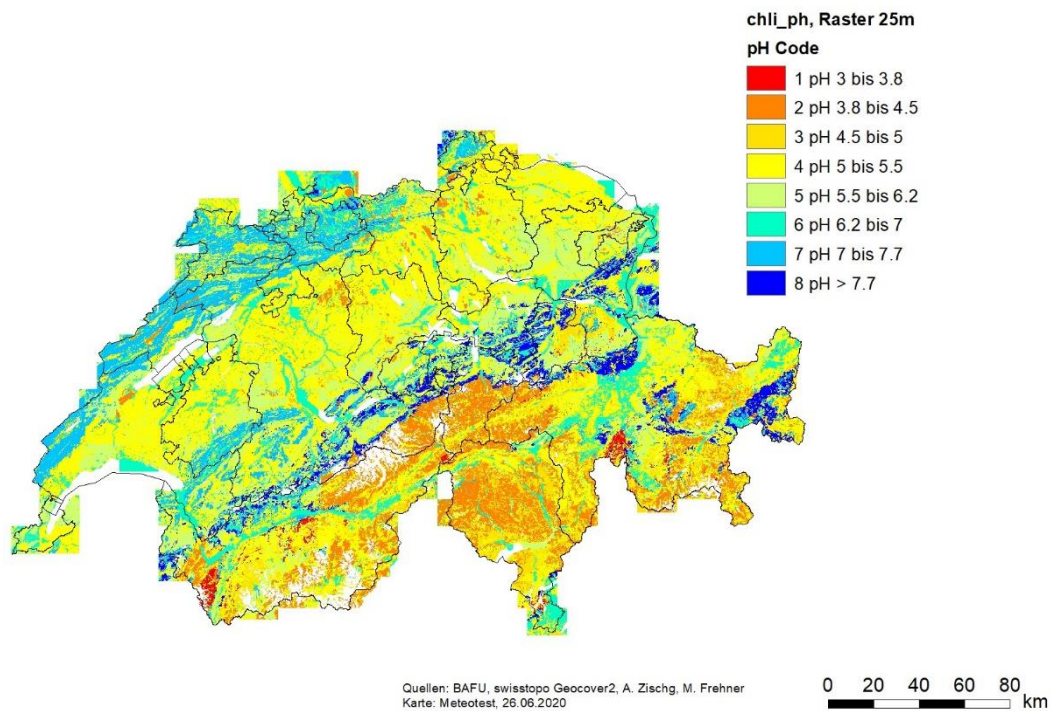 chli_ph, Raster 25m
pH Code
1 pH 3 bis 3.8
2 pH 3.8 bis 4.5
3 pH 4.5 bis 5
4 pH 5 bis 5.5
5 pH 5.5 bis 6.2
6 pH 6.2 bis 7
7 pH 7 bis 7.7
8 pH > 7.7
Quellen: BAFU, swisstopo Geocover2, A. Zischg, M. Frehner
Karte: Meteotest, 26.06.2020
0 20 40 60 80
km